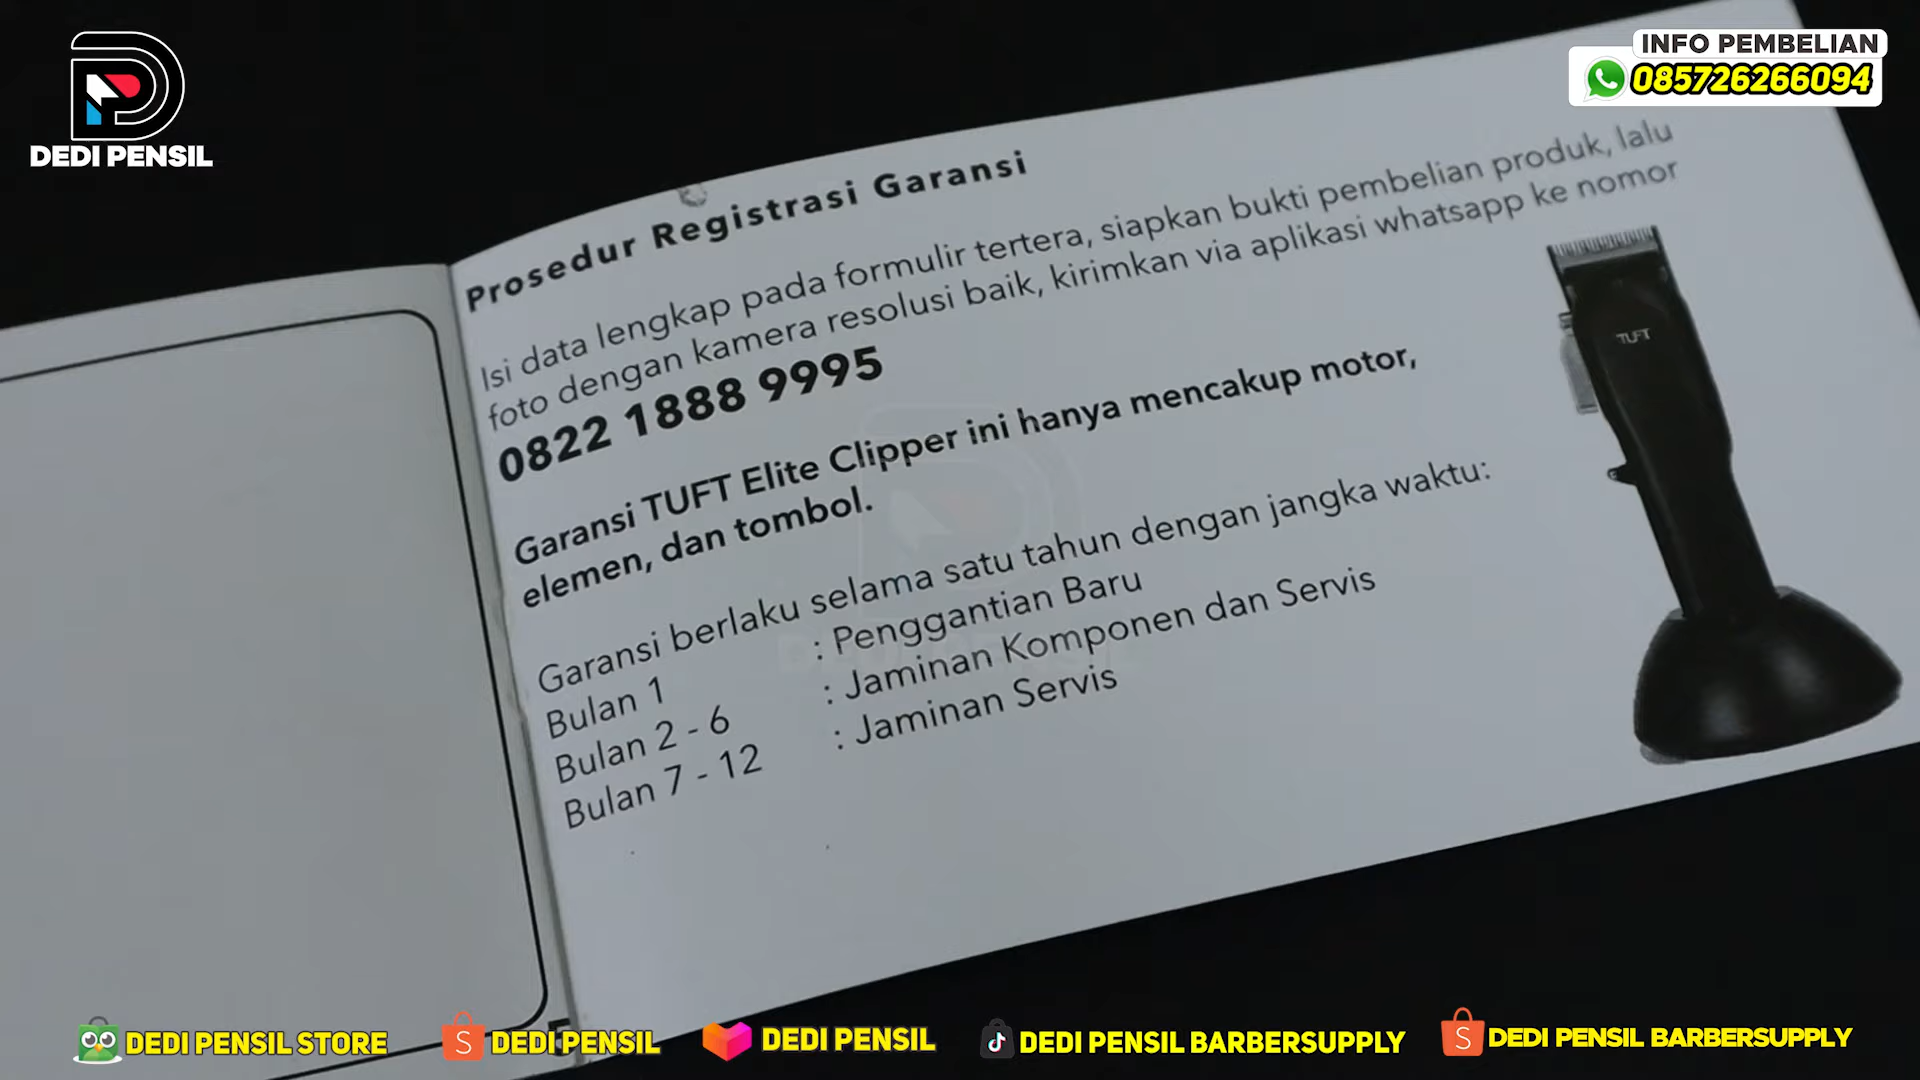 DEDI PENSIL
INFO PEMBELIAN
085726266094
Prosedur Registrasi Garansi
Isi data lengkap pada formulir tertera, siapkan bukti pembelian produk, lalu
foto dengan kamera resolusi baik, kirimkan via aplikasi whatsapp ke nomor
0822 1888 9995
Garansi TUFT Elite Clipper ini hanya mencakup motor,
elemen, dan tombol.
Garansi berlaku selama satu tahun dengan jangka waktu:
Bulan 1 : Penggantian Baru
Bulan 2 - 6 : Jaminan Komponen dan Servis
Bulan 7 - 12 : Jaminan Servis
TUFT
DEDI PENSIL
DEDI PENSIL STORE
DEDI PENSIL
DEDI PENSIL
DEDI PENSIL BARBERSUPPLY
DEDI PENSIL BARBERSUPPLY